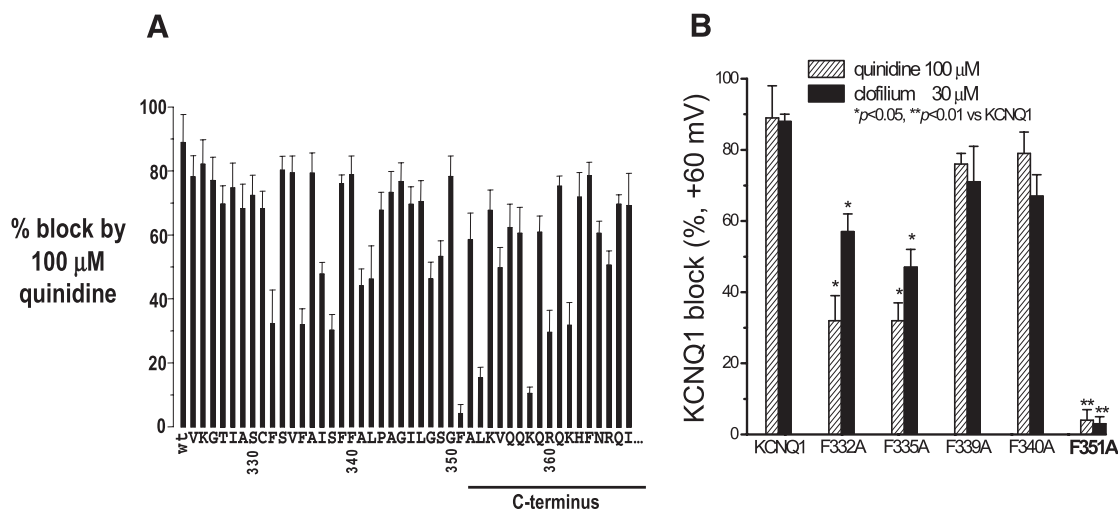 A
100
80
60
40
20
0
% block by
100 µM
quinidine
wt VKGTIASCFSVFAISFFALPAGILGSGFALKVQQKQRQKHFNRQI...
330 340 350 360
C-terminus
B
quinidine 100 µM
clofilium 30 µM
*p<0.05, **p<0.01 vs KCNQ1
KCNQ1 block (%, +60 mV)
100
80
60
40
20
0
* * * * ** **
KCNQ1 F332A F335A F339A F340A F351A